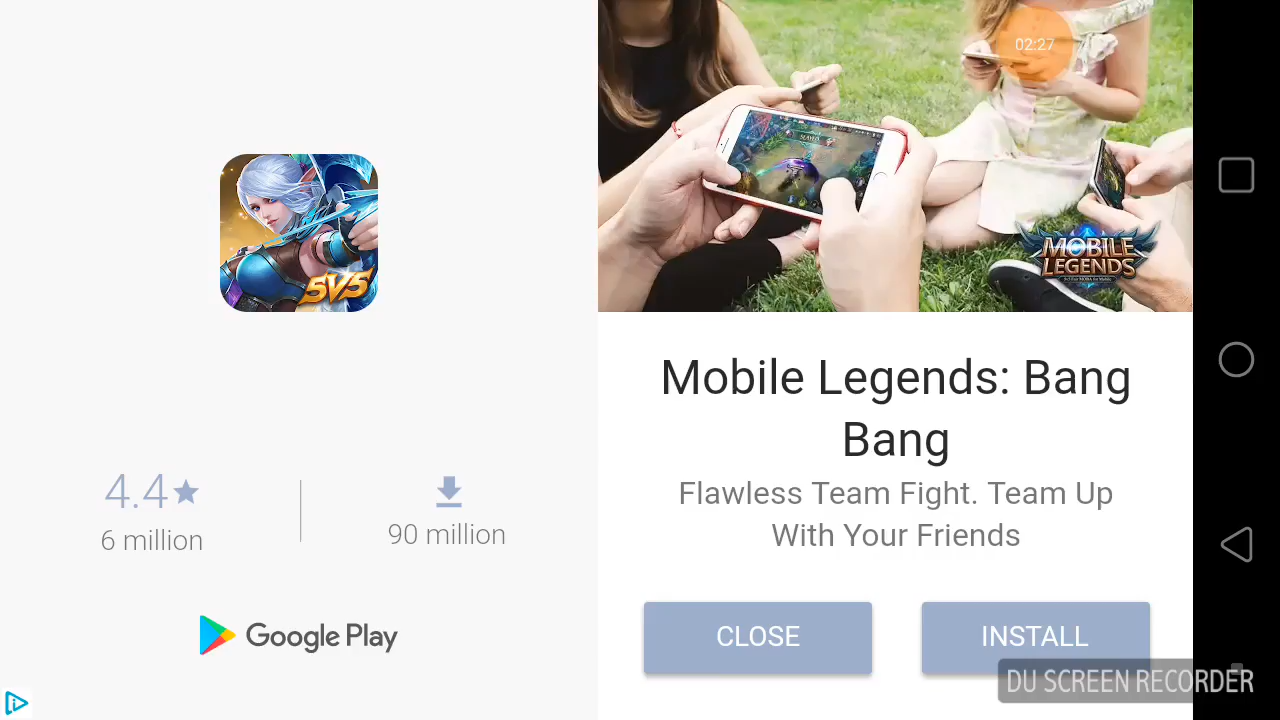 02:27
5V5
MOBILE
LEGENDS
Mobile Legends: Bang
Bang
Flawless Team Fight. Team Up
With Your Friends
4.4
6 million
90 million
Google Play
CLOSE
INSTALL
DU SCREEN RECORDER